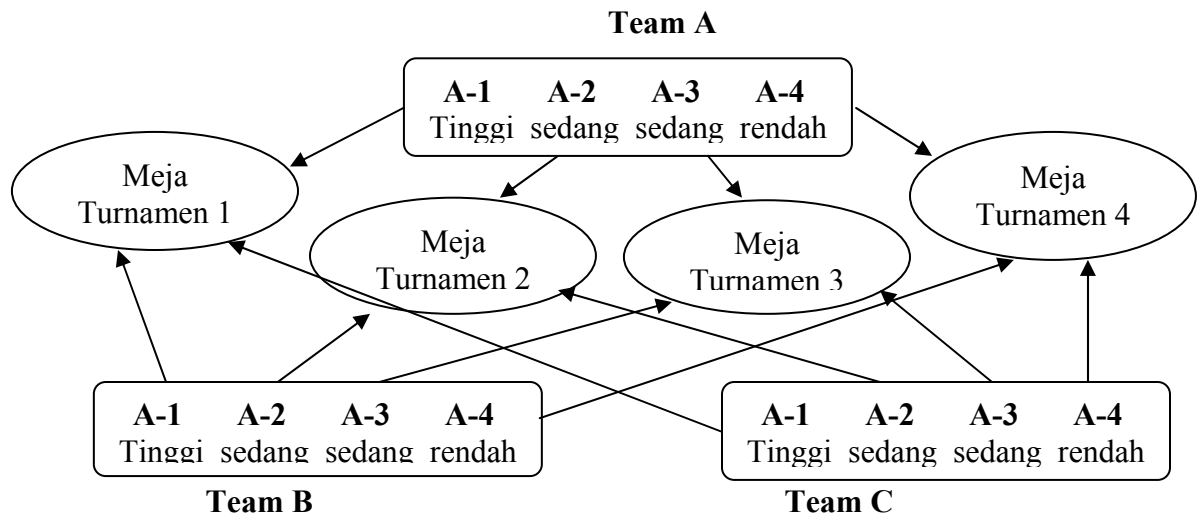 Team A
A-1 A-2 A-3 A-4
Tinggi sedang sedang rendah
Meja
Turnamen 1
Meja
Turnamen 2
Meja
Turnamen 3
Meja
Turnamen 4
A-1 A-2 A-3 A-4
Tinggi sedang sedang rendah
Team B
A-1 A-2 A-3 A-4
Tinggi sedang sedang rendah
Team C